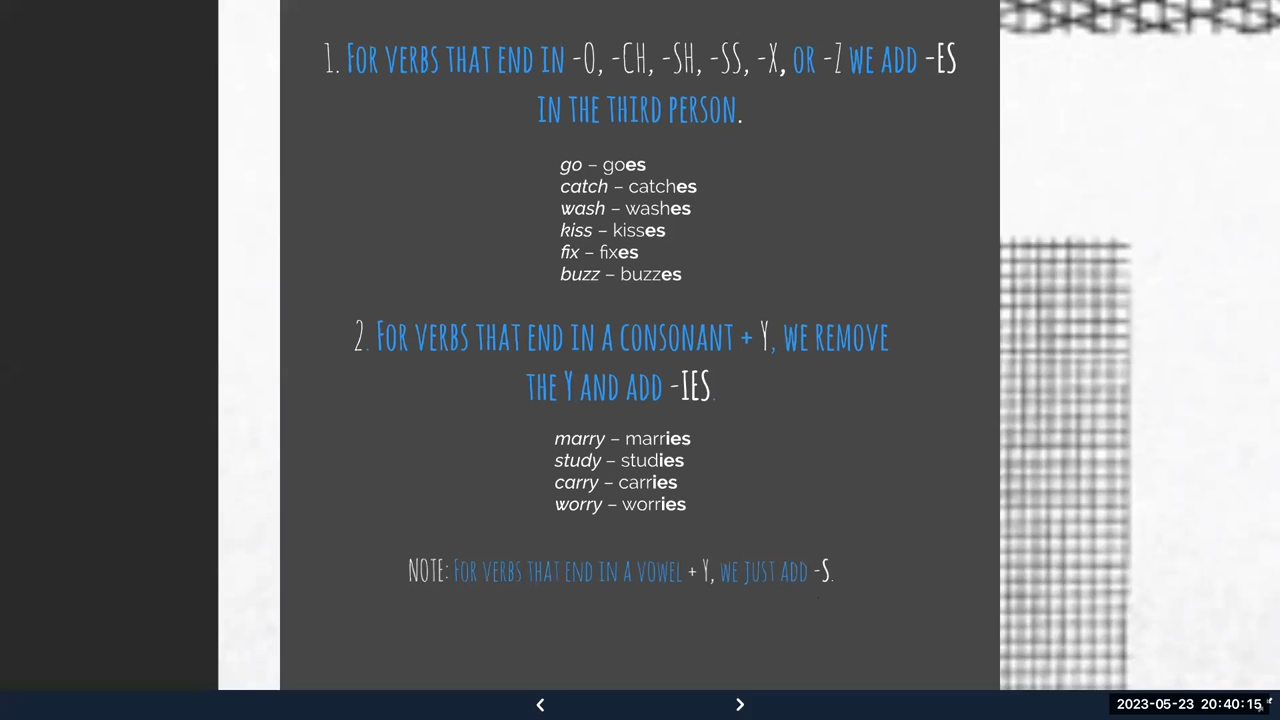 1. FOR VERBS THAT END IN -O, -CH, -SH, -SS, -X, OR -Z WE ADD -ES
IN THE THIRD PERSON.
go – goes
catch – catches
wash – washes
kiss – kisses
fix – fixes
buzz – buzzes
2. FOR VERBS THAT END IN A CONSONANT + Y, WE REMOVE
THE Y AND ADD -IES.
marry – marries
study – studies
carry – carries
worry – worries
NOTE: FOR VERBS THAT END IN A VOWEL + Y, WE JUST ADD -S.
2023-05-23 20:40:15